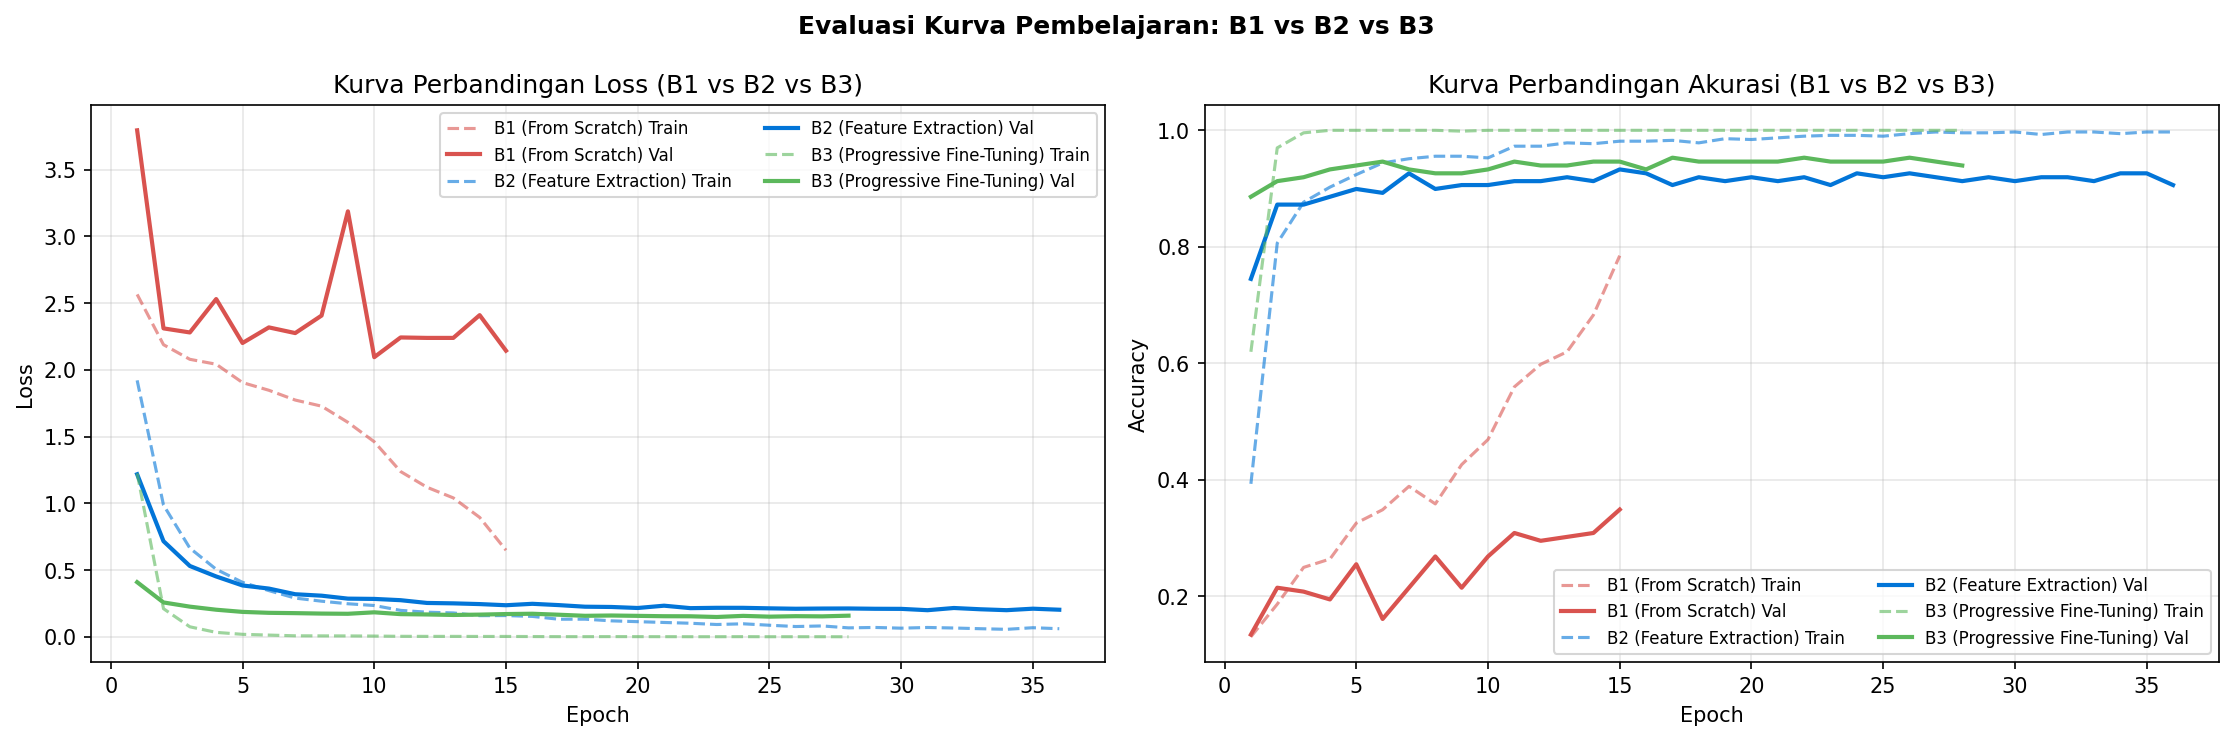 Evaluasi Kurva Pembelajaran: B1 vs B2 vs B3
Kurva Perbandingan Loss (B1 vs B2 vs B3)
Loss
3.5
3.0
2.5
2.0
1.5
1.0
0.5
0.0
B1 (From Scratch) Train
B1 (From Scratch) Val
B2 (Feature Extraction) Train
B2 (Feature Extraction) Val
B3 (Progressive Fine-Tuning) Train
B3 (Progressive Fine-Tuning) Val
0 5 10 15 20 25 30 35
Epoch
Kurva Perbandingan Akurasi (B1 vs B2 vs B3)
Accuracy
1.0
0.8
0.6
0.4
0.2
B1 (From Scratch) Train
B1 (From Scratch) Val
B2 (Feature Extraction) Train
B2 (Feature Extraction) Val
B3 (Progressive Fine-Tuning) Train
B3 (Progressive Fine-Tuning) Val
0 5 10 15 20 25 30 35
Epoch